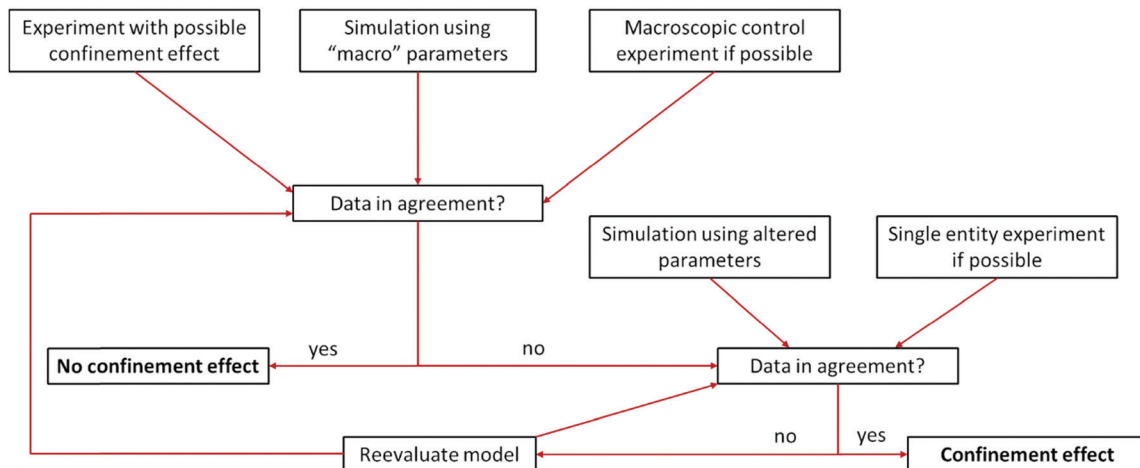 Experiment with possible
confinement effect
Simulation using
“macro” parameters
Macroscopic control
experiment if possible
Data in agreement?
Simulation using altered
parameters
Single entity experiment
if possible
No confinement effect
yes
no
Data in agreement?
Reevaluate model
no
yes
Confinement effect